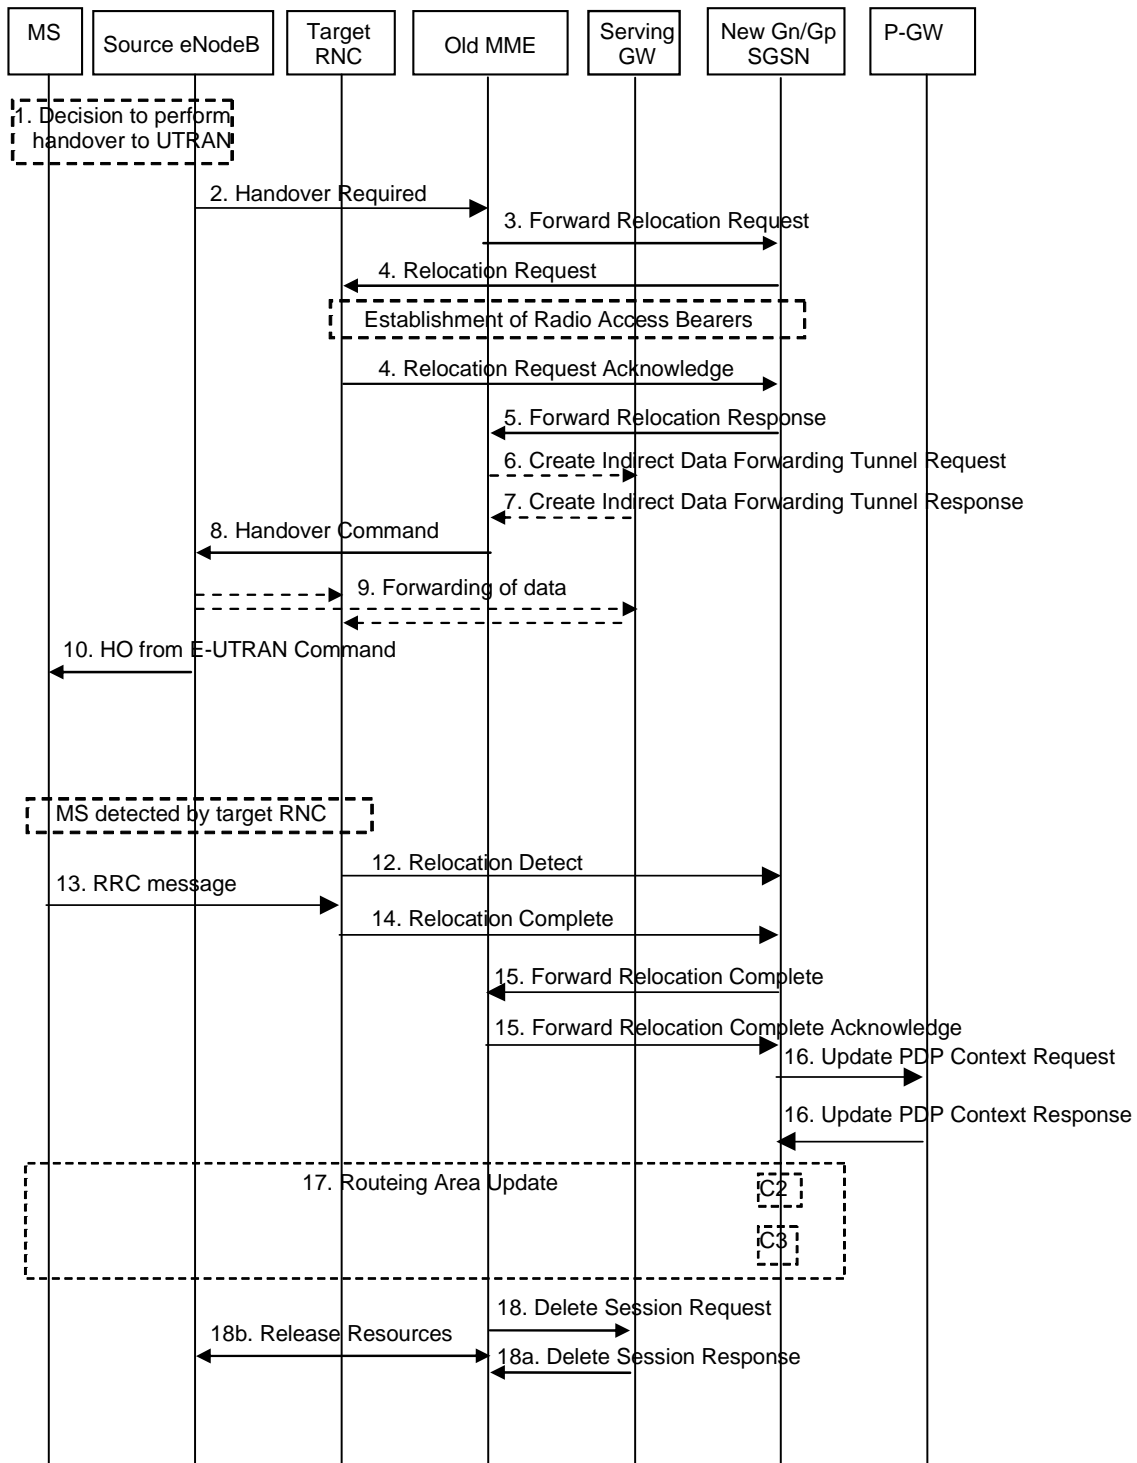 MS
Source eNodeB
Target
RNC
Old MME
Serving
GW
New Gn/Gp
SGSN
P-GW
1. Decision to perform
handover to UTRAN
2. Handover Required
3. Forward Relocation Request
4. Relocation Request
Establishment of Radio Access Bearers
4. Relocation Request Acknowledge
5. Forward Relocation Response
6. Create Indirect Data Forwarding Tunnel Request
7. Create Indirect Data Forwarding Tunnel Response
8. Handover Command
9. Forwarding of data
10. HO from E-UTRAN Command
MS detected by target RNC
12. Relocation Detect
13. RRC message
14. Relocation Complete
15. Forward Relocation Complete
15. Forward Relocation Complete Acknowledge
16. Update PDP Context Request
16. Update PDP Context Response
17. Routeing Area Update
C2
C3
18. Delete Session Request
18b. Release Resources
18a. Delete Session Response